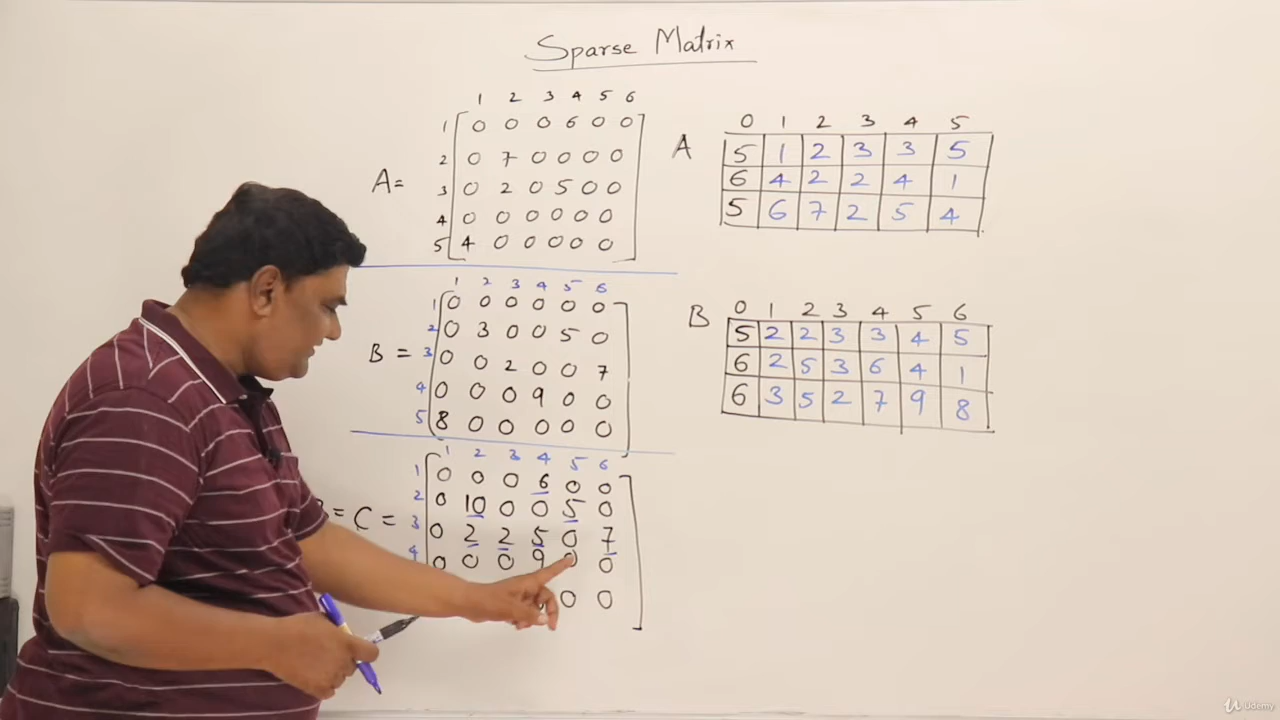 Sparse Matrix
1 2 3 4 5 6
1 0 0 0 6 0 0
2 0 7 0 0 0 0
A= 3 0 2 0 5 0 0
4 0 0 0 0 0 0
5 4 0 0 0 0 0
A 0 1 2 3 4 5
5 1 2 3 3 5
6 4 2 2 4 1
5 6 7 2 5 4
1 2 3 4 5 6
1 0 0 0 0 0 0
2 0 3 0 0 5 0
B = 3 0 0 2 0 0 7
4 0 0 0 9 0 0
5 8 0 0 0 0 0
B 0 1 2 3 4 5 6
5 2 2 3 3 4 5
6 2 5 3 6 4 1
6 3 5 2 7 9 8
1 2 3 4 5 6
1 0 0 0 6 0 0
2 0 10 0 0 5 0
= C = 3 0 2 2 5 0 7
4 0 0 0 9 0 0
0 0
Udemy